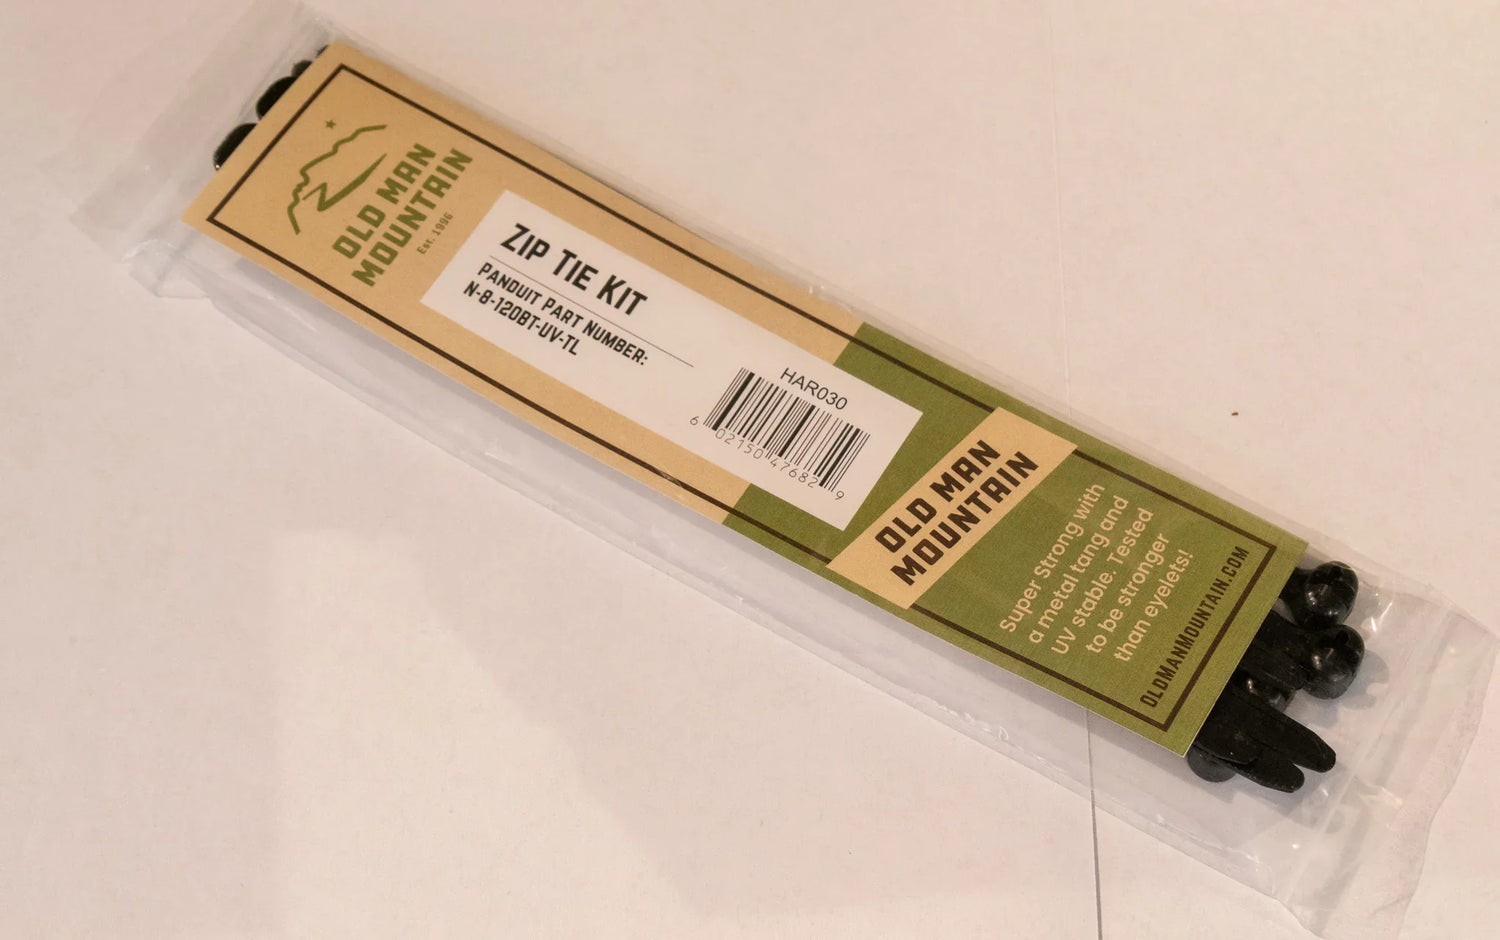 OLD MAN
MOUNTAIN
Est. 1996
ZIP TIE KIT
PANDUIT PART NUMBER:
N-8-120BT-UV-TL
HAR030
6 02150 47682 9
OLD MAN
MOUNTAIN
Super Strong with
a metal tang and
UV stable. Tested
to be stronger
than eyelets!
OLDMANMOUNTAIN.COM